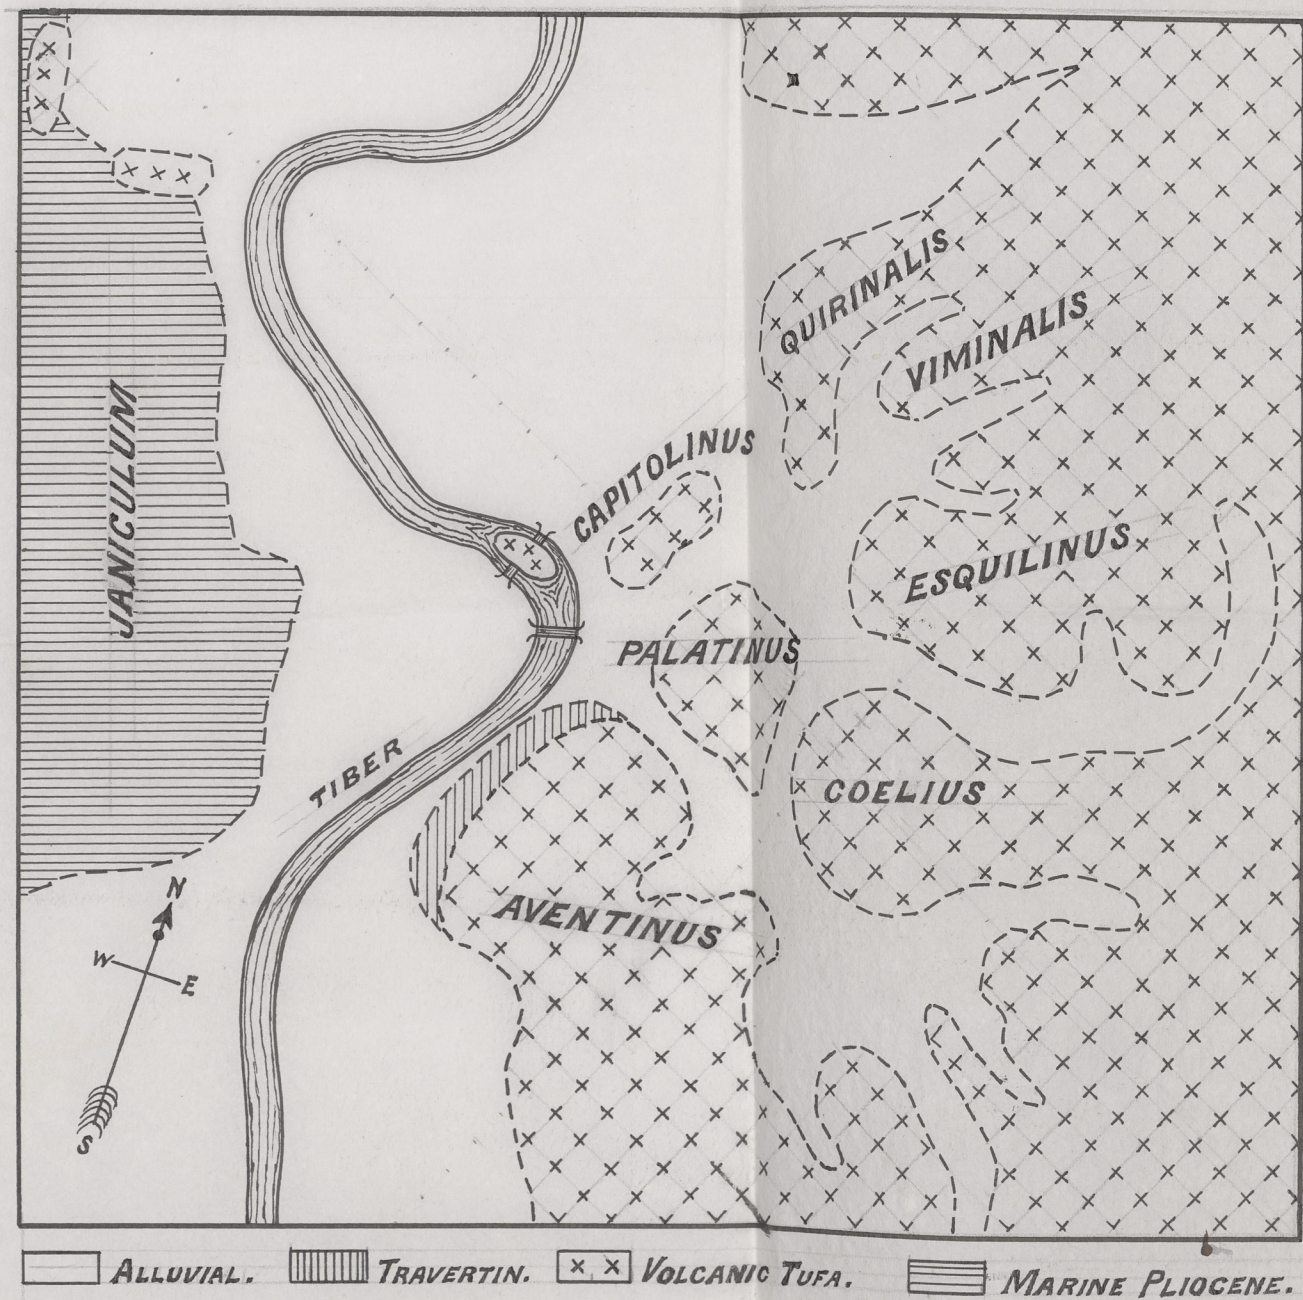 QUIRINALIS
VIMINALIS
JANICULUM
CAPITOLINUS
ESQUILINUS
PALATINUS
TIBER
COELIUS
AVENTINUS
N
W
E
S
ALLUVIAL.
TRAVERTIN.
VOLCANIC TUFA.
MARINE PLIOCENE.